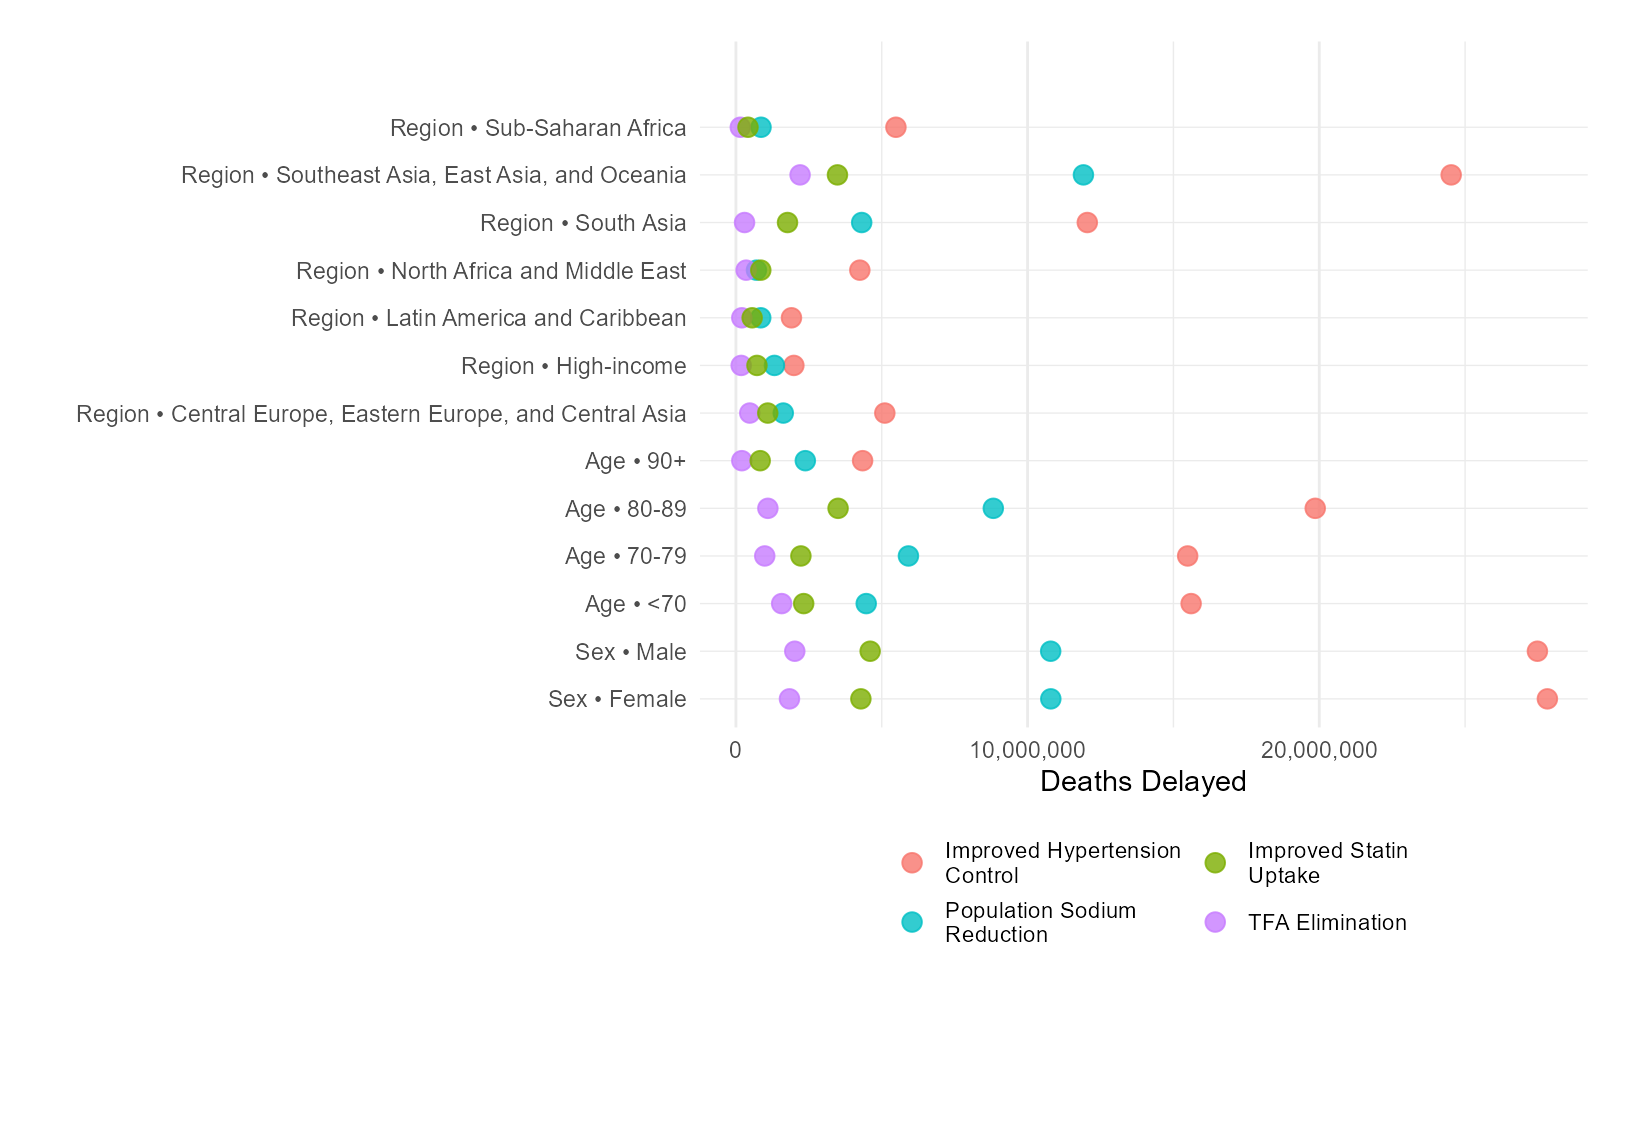 Region • Sub-Saharan Africa
Region • Southeast Asia, East Asia, and Oceania
Region • South Asia
Region • North Africa and Middle East
Region • Latin America and Caribbean
Region • High-income
Region • Central Europe, Eastern Europe, and Central Asia
Age • 90+
Age • 80-89
Age • 70-79
Age • <70
Sex • Male
Sex • Female
0
10,000,000
20,000,000
Deaths Delayed
Improved Hypertension
Control
Improved Statin
Uptake
Population Sodium
Reduction
TFA Elimination